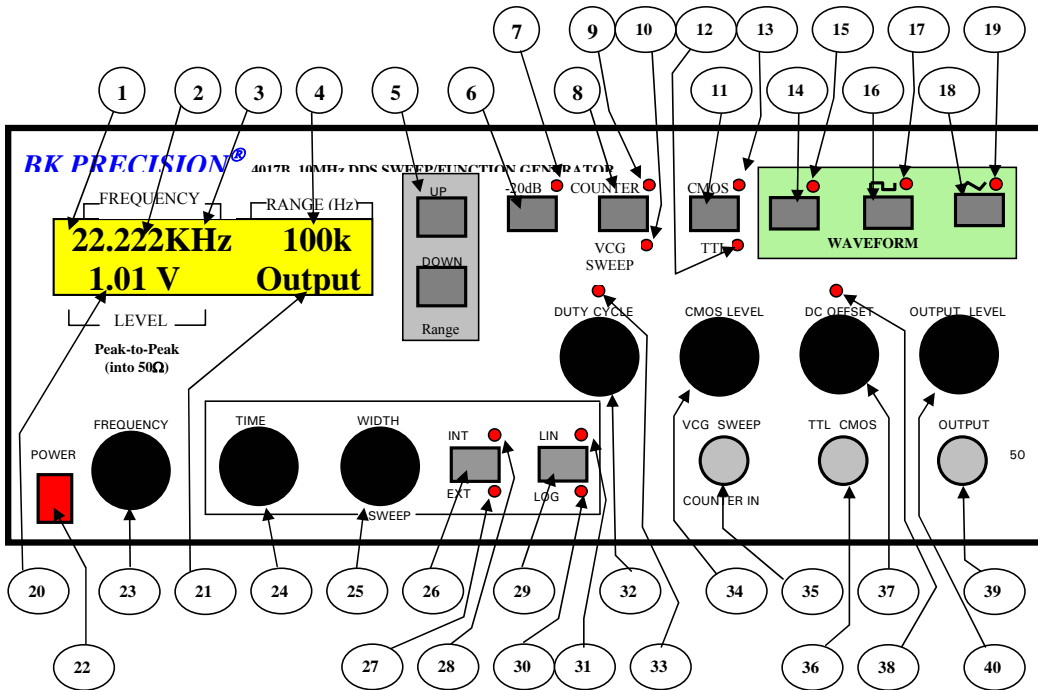 7 9 10 12 13 15 17 19
1 2 3 4 5 6 8 11 14 16 18
BK PRECISION® 4017B 10MHz DDS SWEEP/FUNCTION GENERATOR
FREQUENCY RANGE (Hz)
22.222KHz 100k
1.01 V Output
LEVEL
Peak-to-Peak
(into 50Ω)
UP
DOWN
Range
-20dB COUNTER CMOS
VCG
SWEEP
TTL
WAVEFORM
DUTY CYCLE CMOS LEVEL DC OFFSET OUTPUT LEVEL
POWER
FREQUENCY
TIME WIDTH
INT LIN
EXT LOG
SWEEP
VCG SWEEP TTL CMOS OUTPUT
COUNTER IN
50
20 23 21 24 25 26 29 32 34 35 37 39
22 27 28 30 31 33 36 38 40